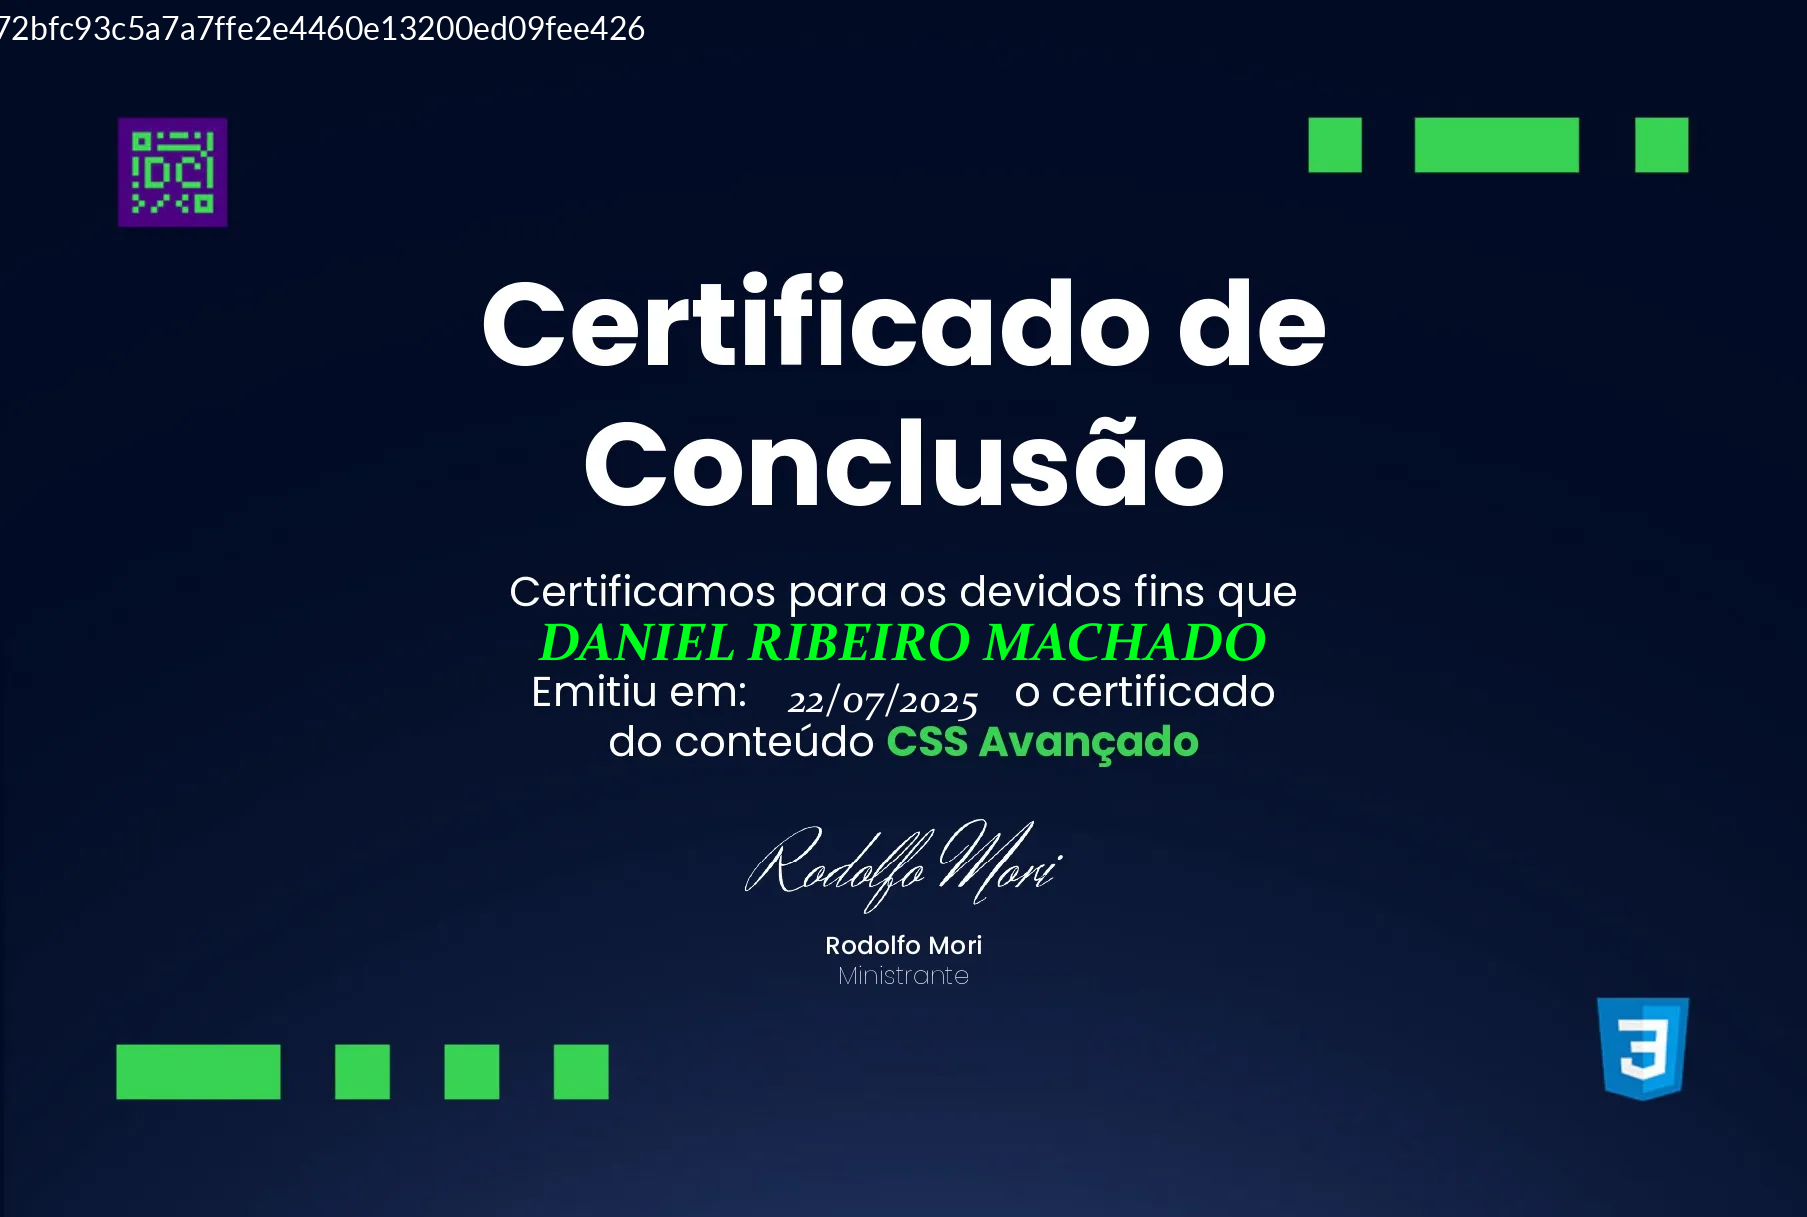 72bfc93c5a7a7ffe2e4460e13200ed09fee426
DC
Certificado de
Conclusão
Certificamos para os devidos fins que
DANIEL RIBEIRO MACHADO
Emitiu em: 22/07/2025 o certificado
do conteúdo CSS Avançado
Rodolfo Mori
Rodolfo Mori
Ministrante
3